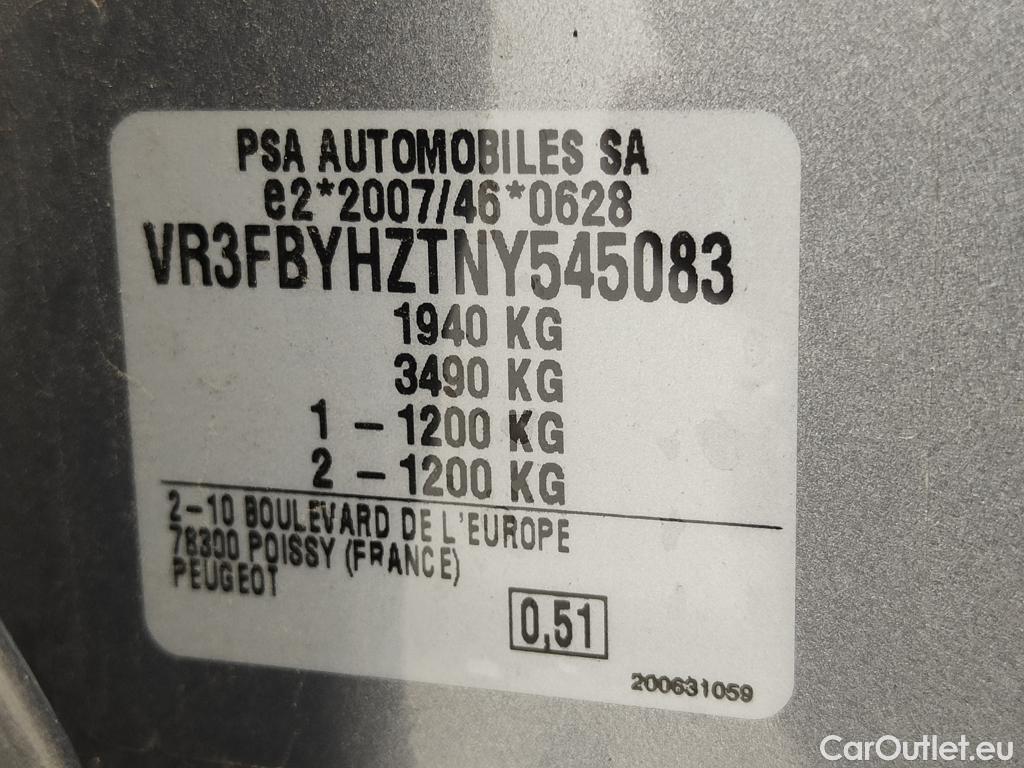 PSA AUTOMOBILES SA
e2*2007/46*0628
VR3FBYHZTNY545083
1940 KG
3490 KG
1 - 1200 KG
2 - 1200 KG
2-10 BOULEVARD DE L'EUROPE
78300 POISSY (FRANCE)
PEUGEOT
0,51
200631059
CarOutlet.eu